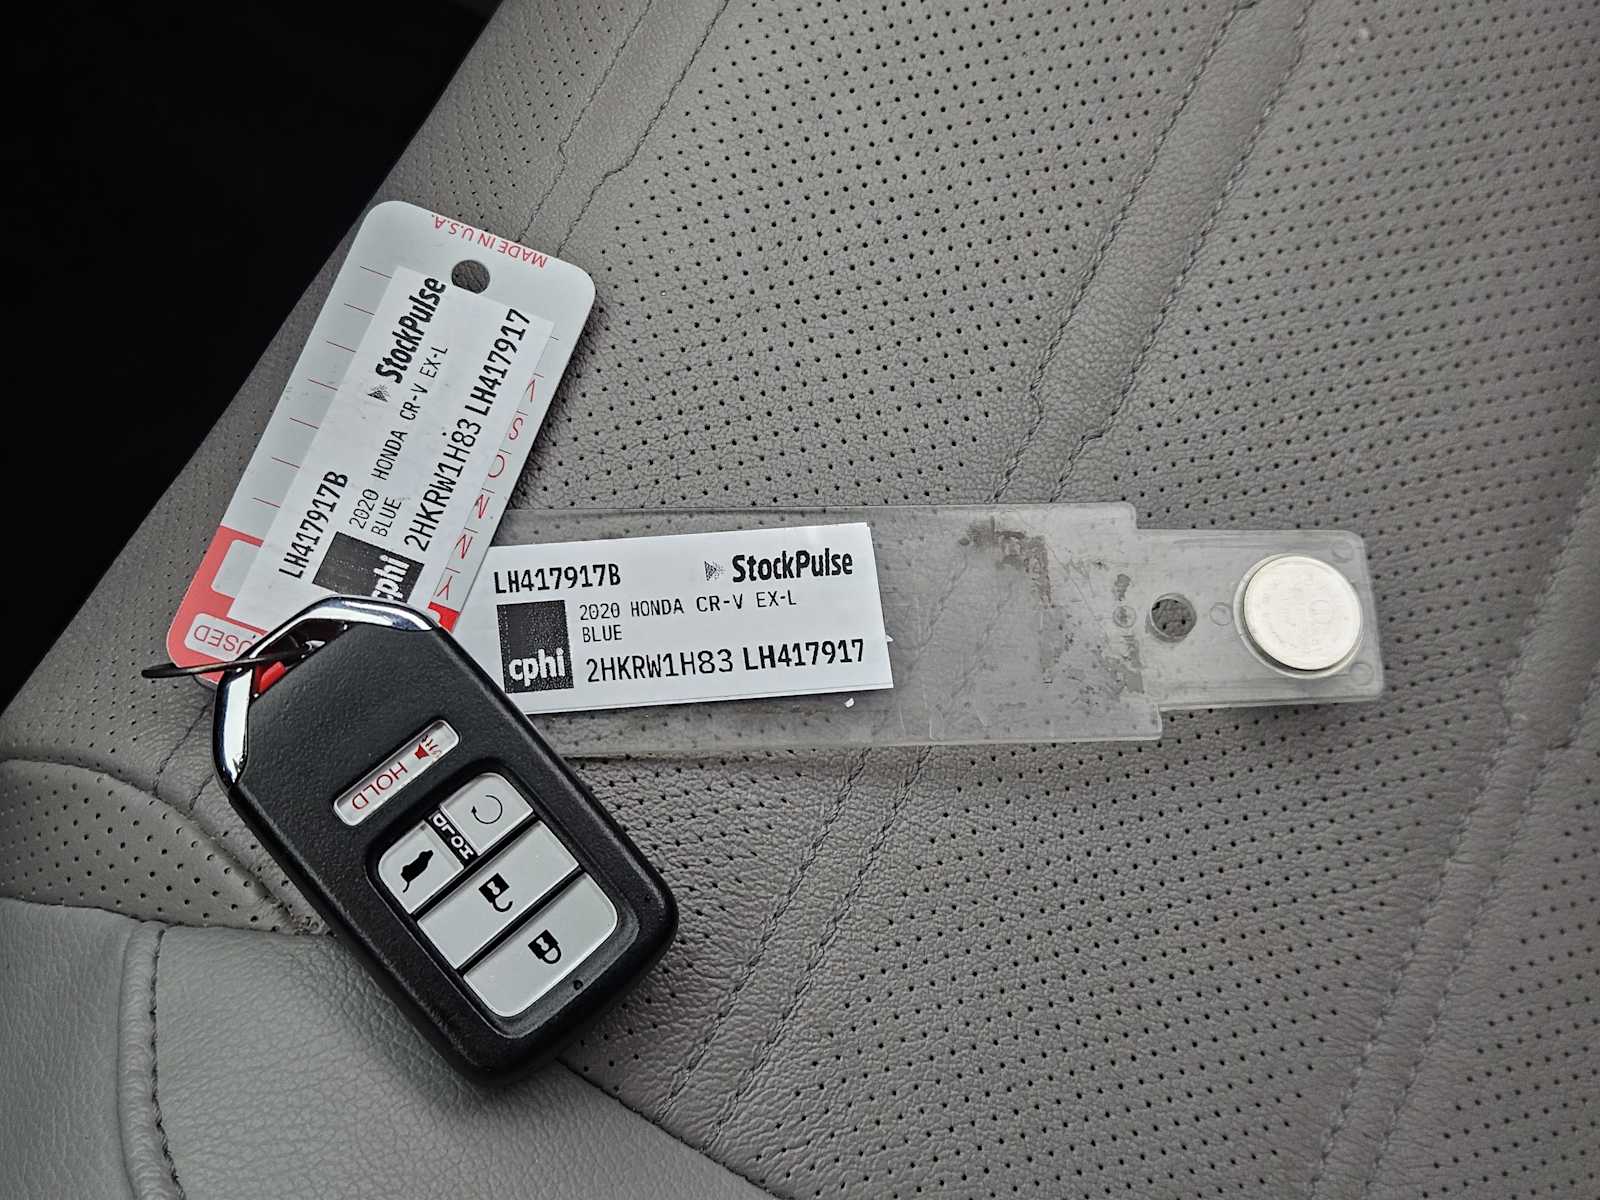 MADE IN U.S.A.
StockPulse
LH417917B
2020 HONDA CR-V EX-L
BLUE
cphi
2HKRW1H83 LH417917
USED
LH417917B
StockPulse
2020 HONDA CR-V EX-L
BLUE
cphi
2HKRW1H83 LH417917
HOLD
HOLD